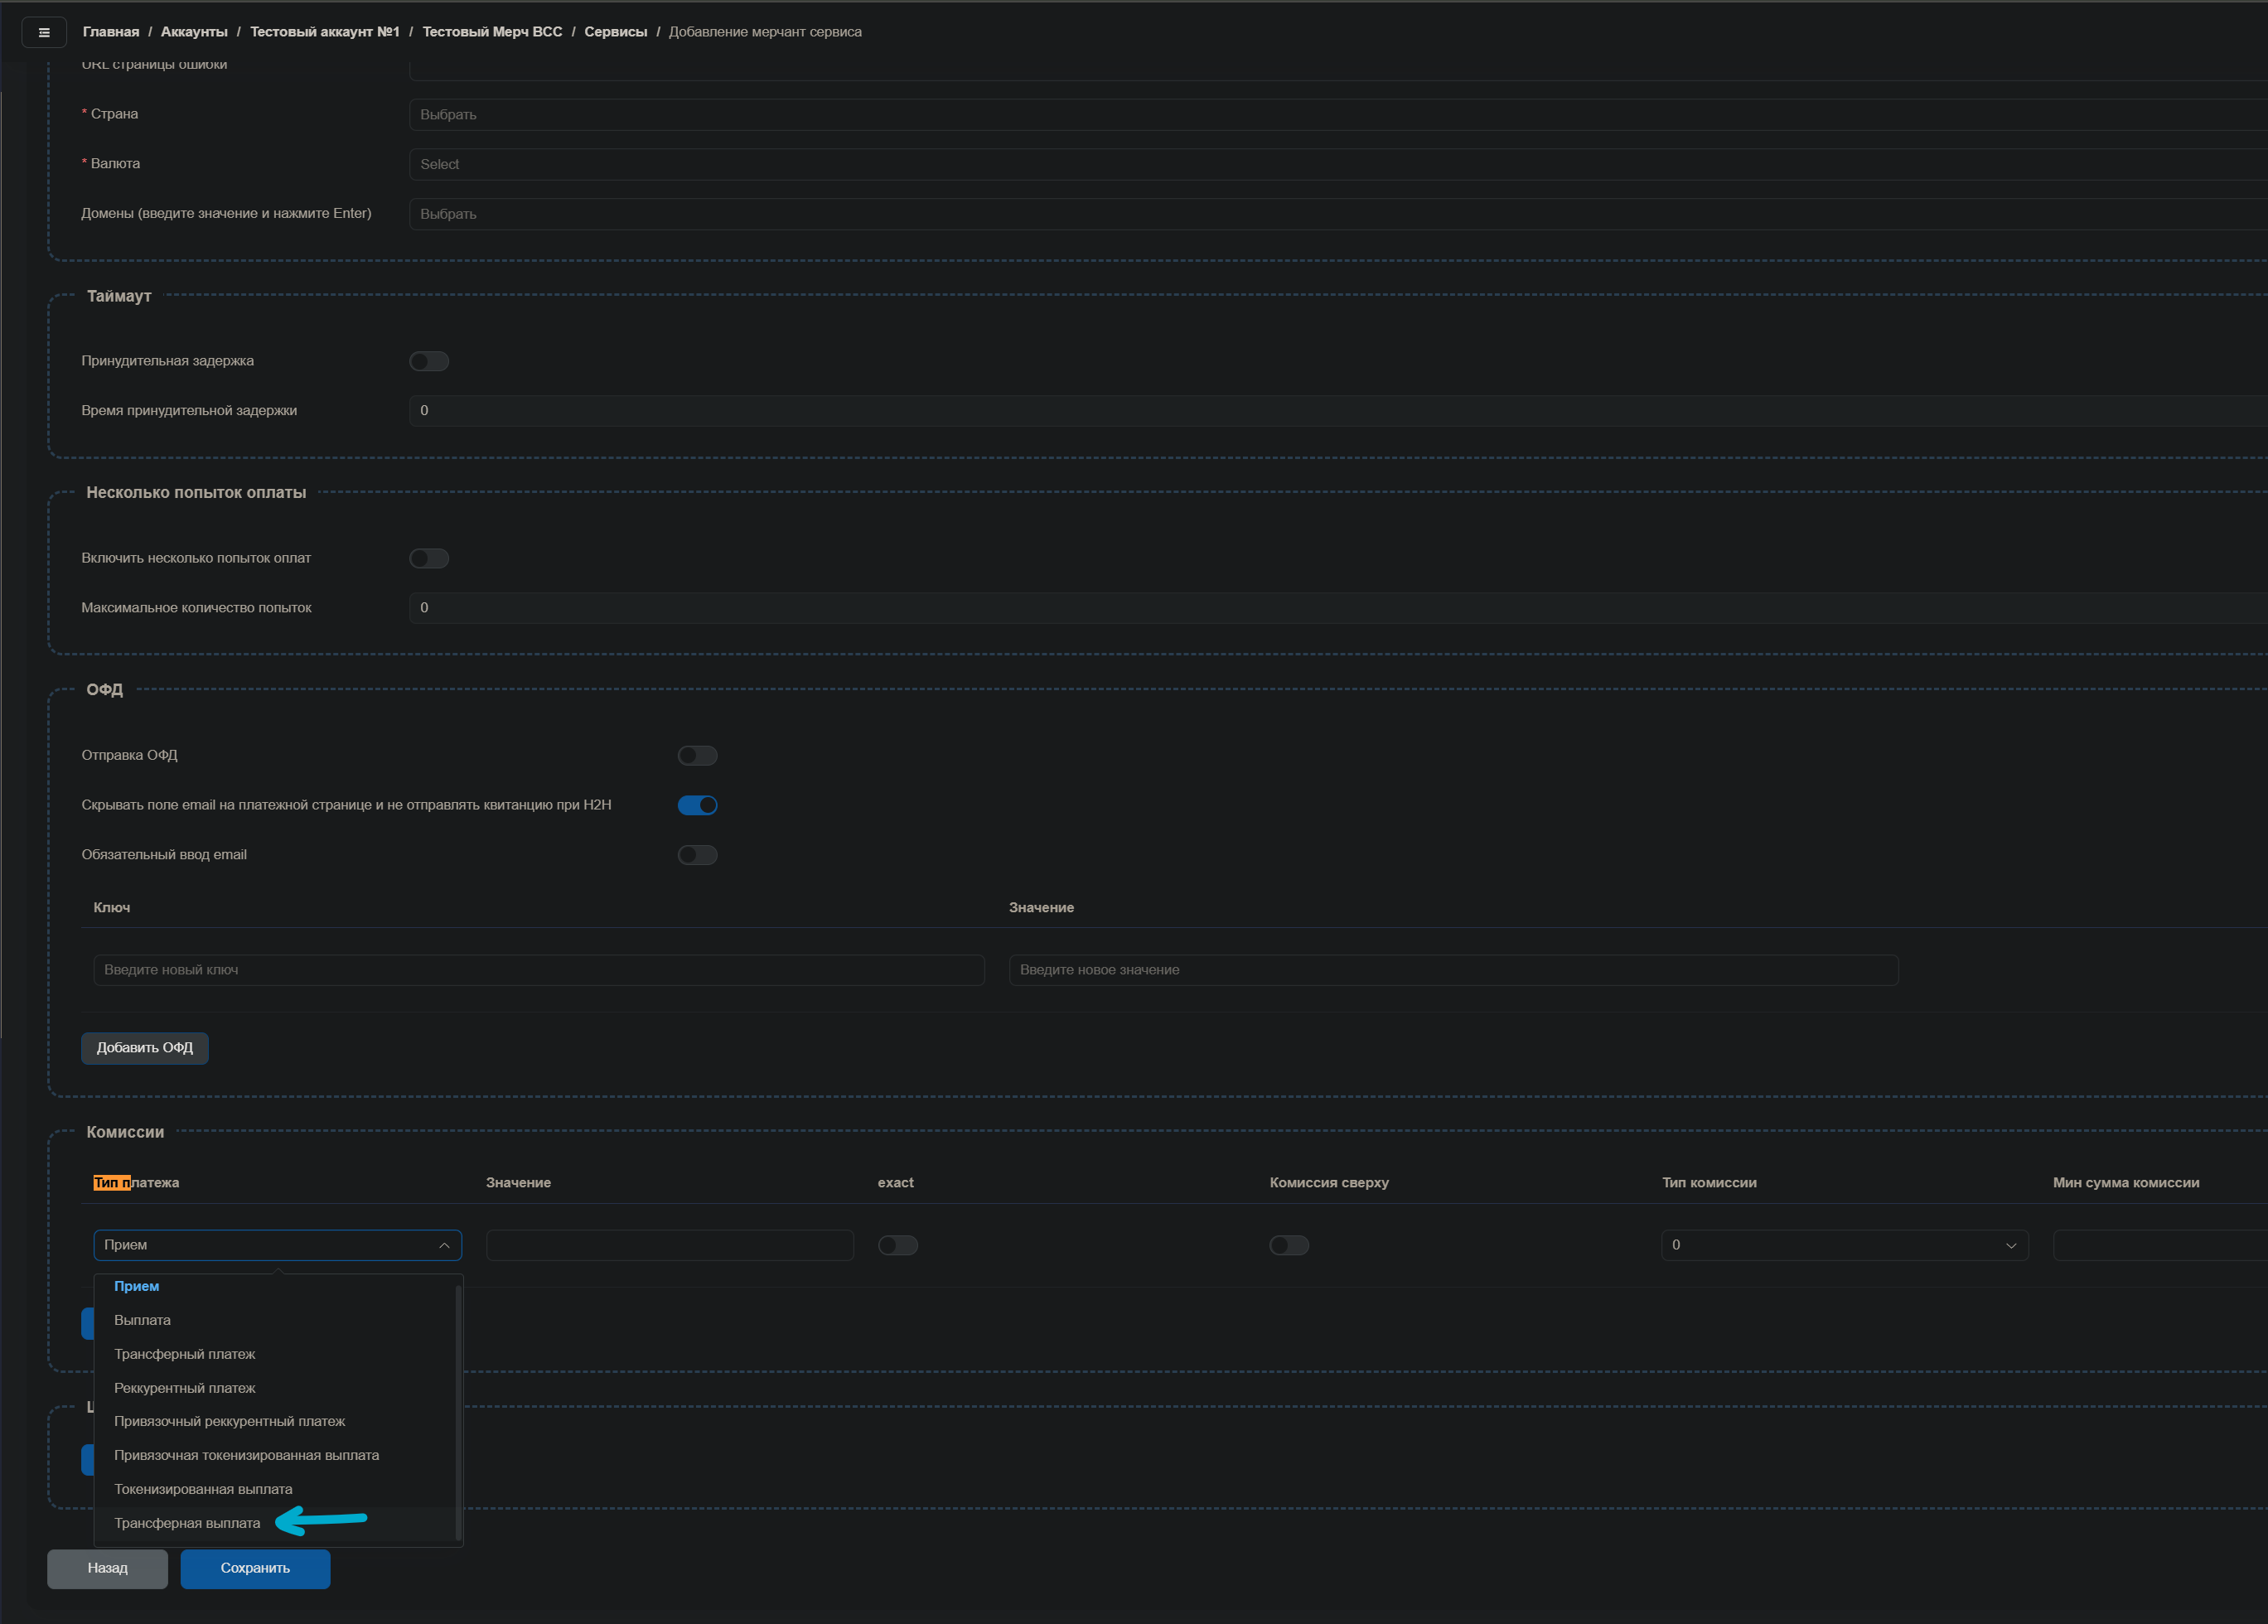 Главная / Аккаунты / Тестовый аккаунт №1 / Тестовый Мерч ВСС / Сервисы / Добавление мерчант сервиса
URL страницы ошибки
* Страна Выбрать
* Валюта Select
Домены (введите значение и нажмите Enter) Выбрать
Таймаут
Принудительная задержка
Время принудительной задержки 0
Несколько попыток оплаты
Включить несколько попыток оплат
Максимальное количество попыток 0
ОФД
Отправка ОФД
Скрывать поле email на платежной странице и не отправлять квитанцию при H2H
Обязательный ввод email
Ключ Значение
Введите новый ключ Введите новое значение
Добавить ОФД
Комиссии
Тип платежа Значение exact Комиссия сверху Тип комиссии Мин сумма комиссии
Прием 0
Прием
Выплата
Трансферный платеж
Реккурентный платеж
Привязочный реккурентный платеж
Привязочная токенизированная выплата
Токенизированная выплата
Трансферная выплата
Назад Сохранить